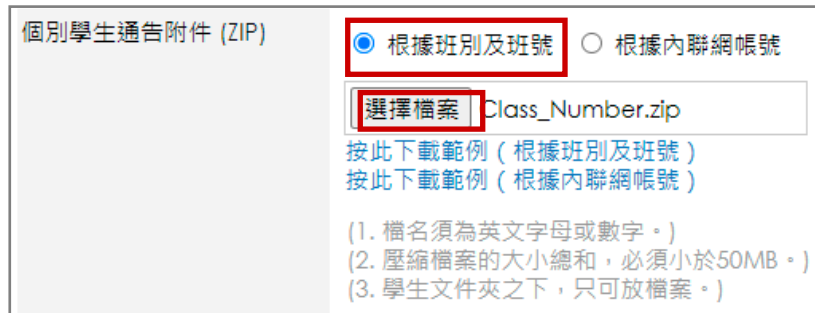 個別學生通告附件 (ZIP)
根據班別及班號 根據內聯網帳號
選擇檔案 Class_Number.zip
按此下載範例 ( 根據班別及班號 )
按此下載範例 ( 根據內聯網帳號 )
(1. 檔名須為英文字母或數字。)
(2. 壓縮檔案的大小總和，必須小於50MB。)
(3. 學生文件夾之下，只可放檔案。)